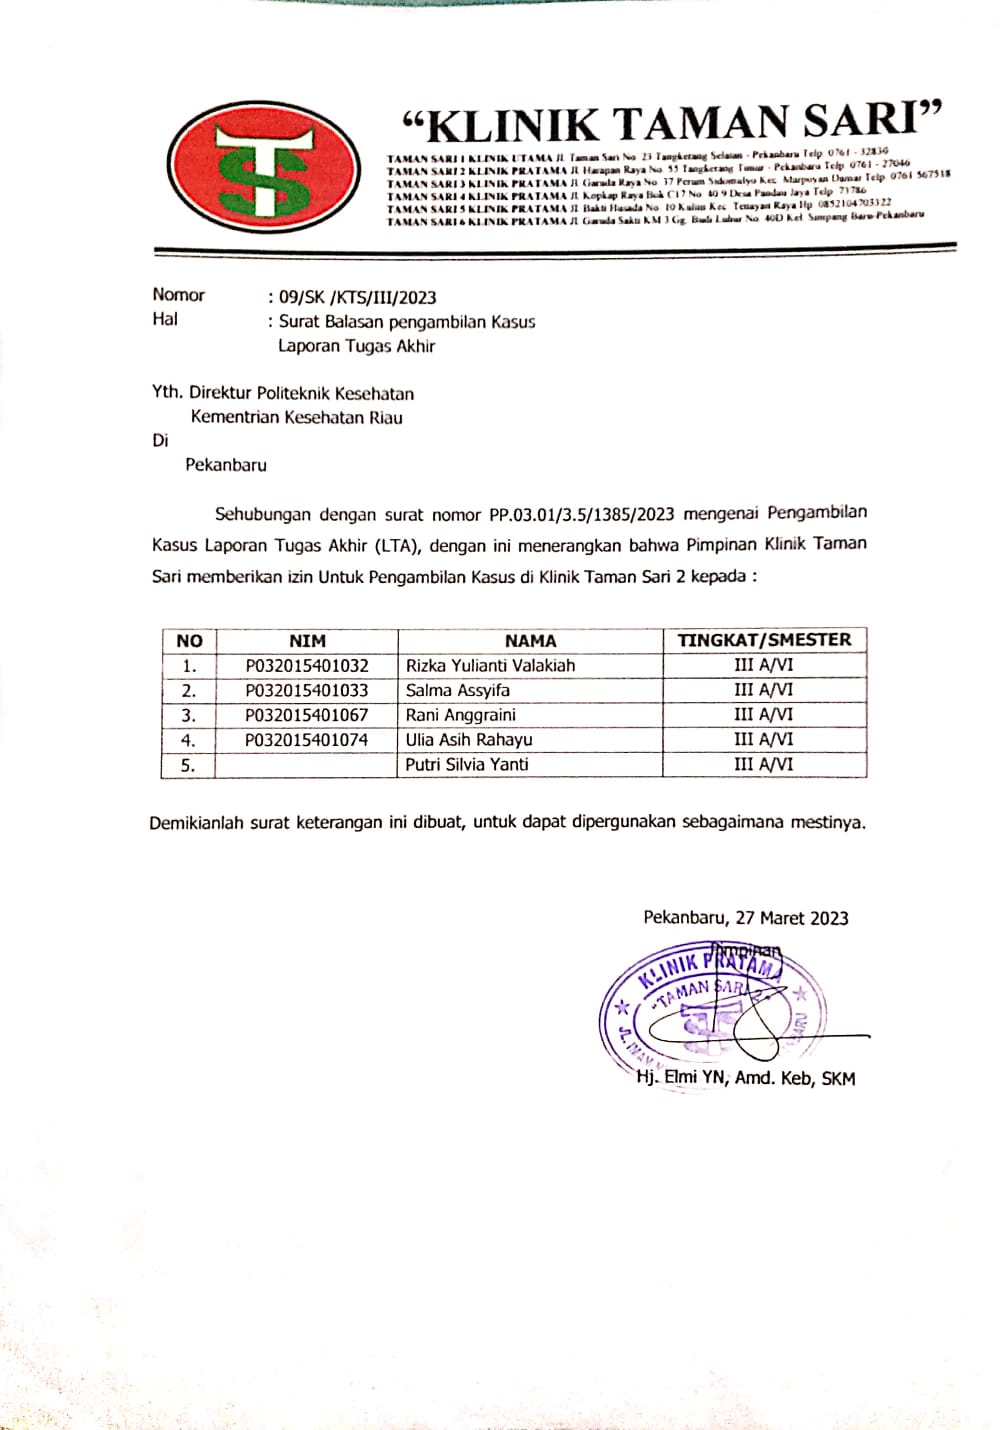 TS
“KLINIK TAMAN SARI”
TAMAN SARI 1 KLINIK UTAMA Jl. Taman Sari No. 23 Tangkerang Selatan - Pekanbaru Telp 0761 - 32830
TAMAN SARI 2 KLINIK PRATAMA Jl Harapan Raya No 55 Tangkerang Timur - Pekanbaru Telp 0761 - 27046
TAMAN SARI 3 KLINIK PRATAMA Jl Garuda Raya No 37 Perum Sidomulyo Kec Marpoyan Damai Telp 0761 567518
TAMAN SARI 4 KLINIK PRATAMA Jl Kopkap Raya Blok C17 No 40 9 Desa Pandau Jaya Telp 73786
TAMAN SARI 5 KLINIK PRATAMA Jl Bakti Husada No 10 Kulim Kec Tenayan Raya Hp 0852104703322
TAMAN SARI 6 KLINIK PRATAMA Jl Garuda Sakti KM 3 Gg. Budi Luhur No 40D Kel Simpang Baru-Pekanbaru
Nomor : 09/SK /KTS/III/2023
Hal : Surat Balasan pengambilan Kasus
Laporan Tugas Akhir
Yth. Direktur Politeknik Kesehatan
Kementrian Kesehatan Riau
Di
Pekanbaru
Sehubungan dengan surat nomor PP.03.01/3.5/1385/2023 mengenai Pengambilan
Kasus Laporan Tugas Akhir (LTA), dengan ini menerangkan bahwa Pimpinan Klinik Taman
Sari memberikan izin Untuk Pengambilan Kasus di Klinik Taman Sari 2 kepada :
NO NIM NAMA TINGKAT/SMESTER
1. P032015401032 Rizka Yulianti Valakiah III A/VI
2. P032015401033 Salma Assyifa III A/VI
3. P032015401067 Rani Anggraini III A/VI
4. P032015401074 Ulia Asih Rahayu III A/VI
5. Putri Silvia Yanti III A/VI
Demikianlah surat keterangan ini dibuat, untuk dapat dipergunakan sebagaimana mestinya.
Pekanbaru, 27 Maret 2023
Pimpinan
KLINIK PRATAMA
"TAMAN SARI 2"
Hj. Elmi YN, Amd. Keb, SKM